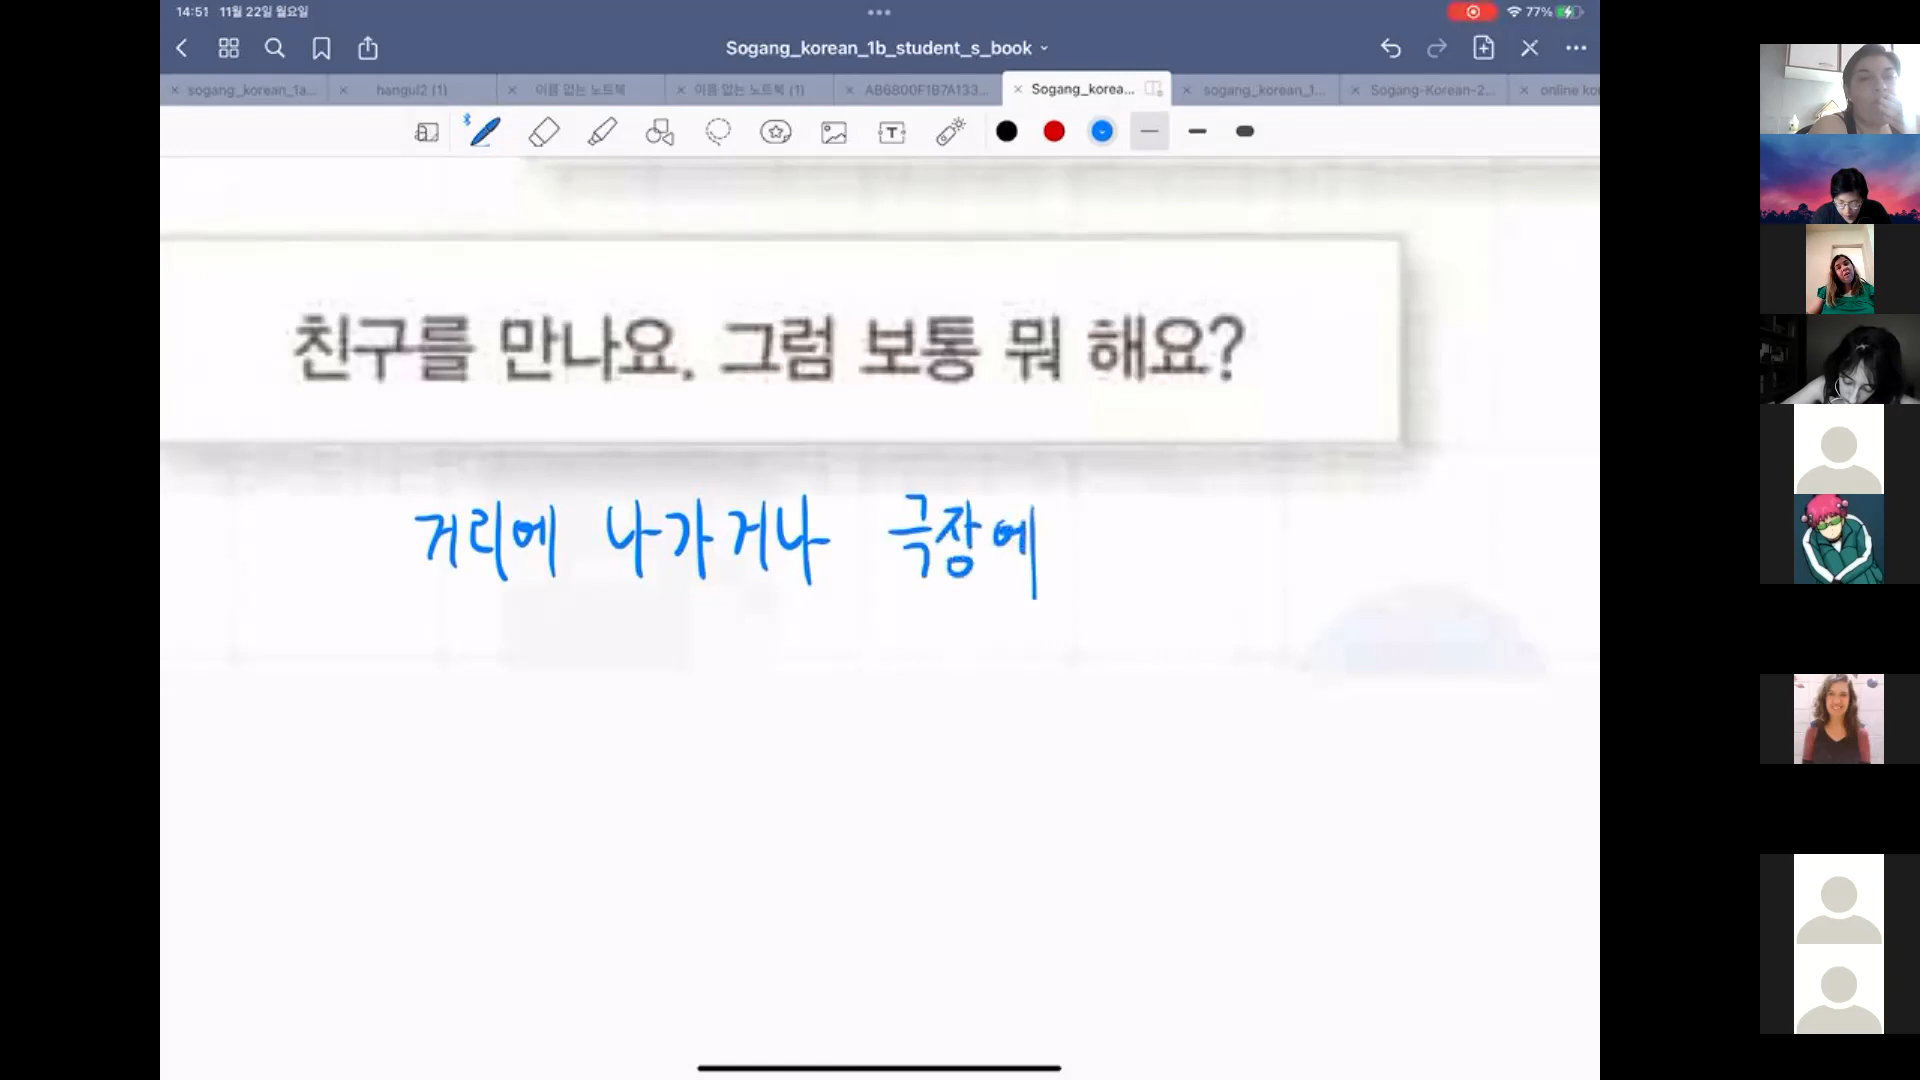 14:51 11월 22일 월요일
77%
Sogang_korean_1b_student_s_book
sogang_korean_1a...
hangul2 (1)
이름 없는 노트북
이름 없는 노트북 (1)
AB6800F1B7A133...
Sogang_korea...
sogang_korean_1...
Sogang-Korean-2...
online ko
친구를 만나요. 그럼 보통 뭐 해요?
거리에 나가거나 극장에